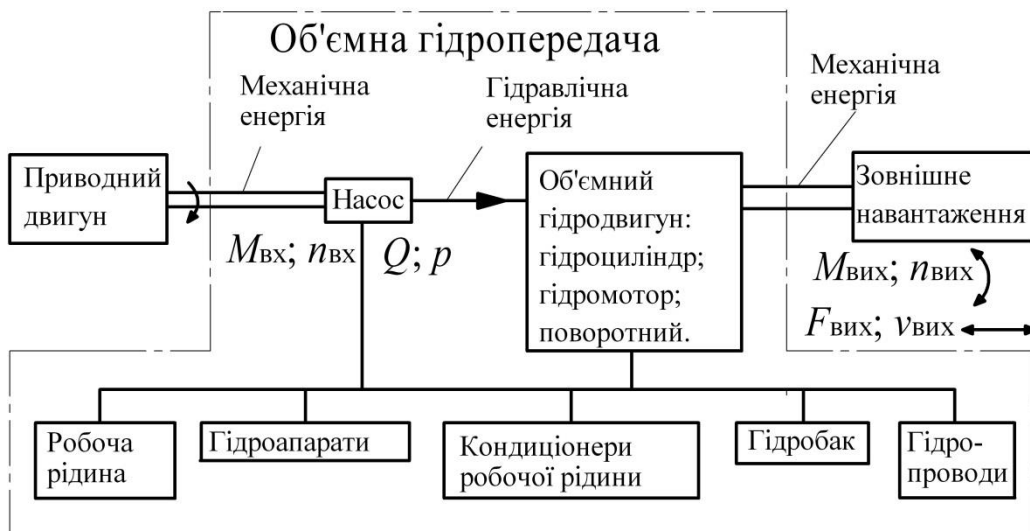 Об'ємна гідропередача
Механічна
енергія
Гідравлічна
енергія
Механічна
енергія
Приводний
двигун
Насос
Об'ємний
гідродвигун:
гідроциліндр;
гідромотор;
поворотний.
Зовнішне
навантаження
Mвх; nвх
Q; p
Mвих; nвих
Fвих; vвих
Робоча
рідина
Гідроапарати
Кондиціонери
робочої рідини
Гідробак
Гідро-
проводи